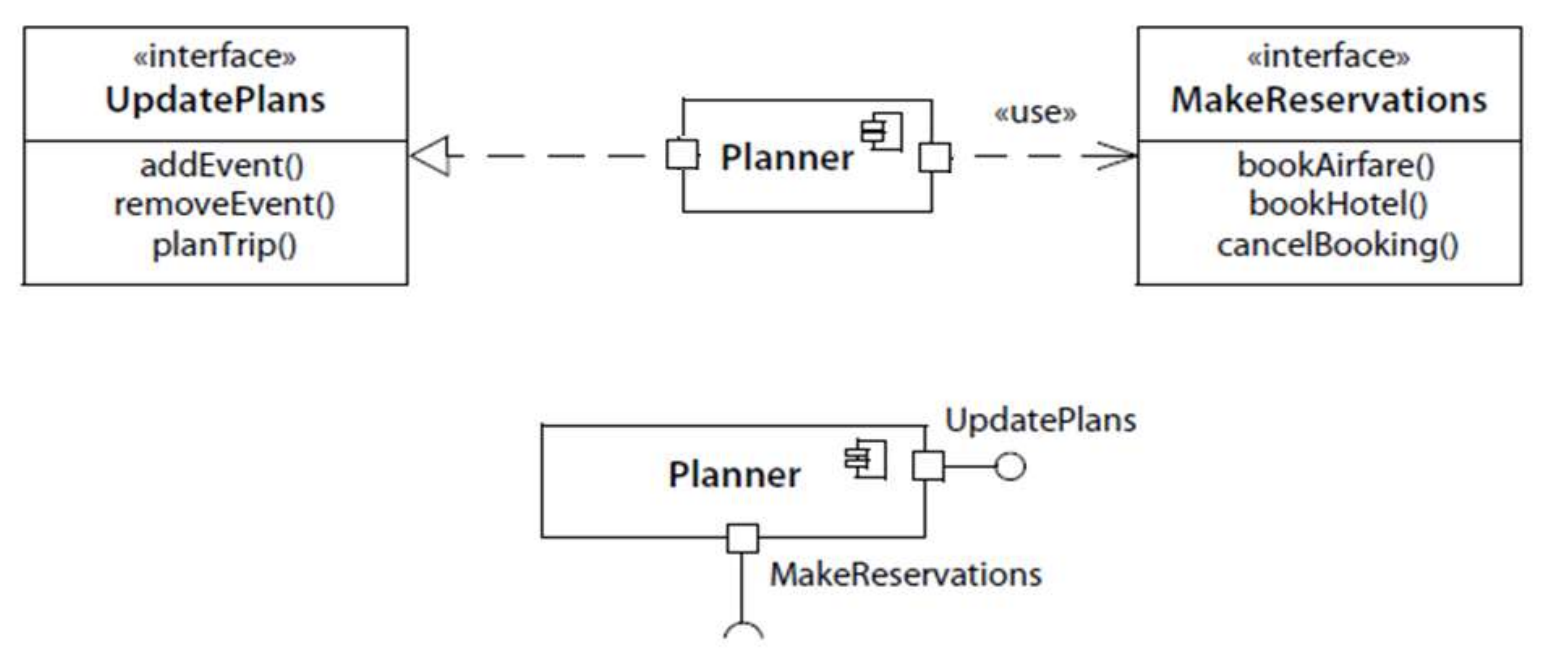 «interface»
UpdatePlans
addEvent()
removeEvent()
planTrip()
Planner
«use»
«interface»
MakeReservations
bookAirfare()
bookHotel()
cancelBooking()
UpdatePlans
Planner
MakeReservations